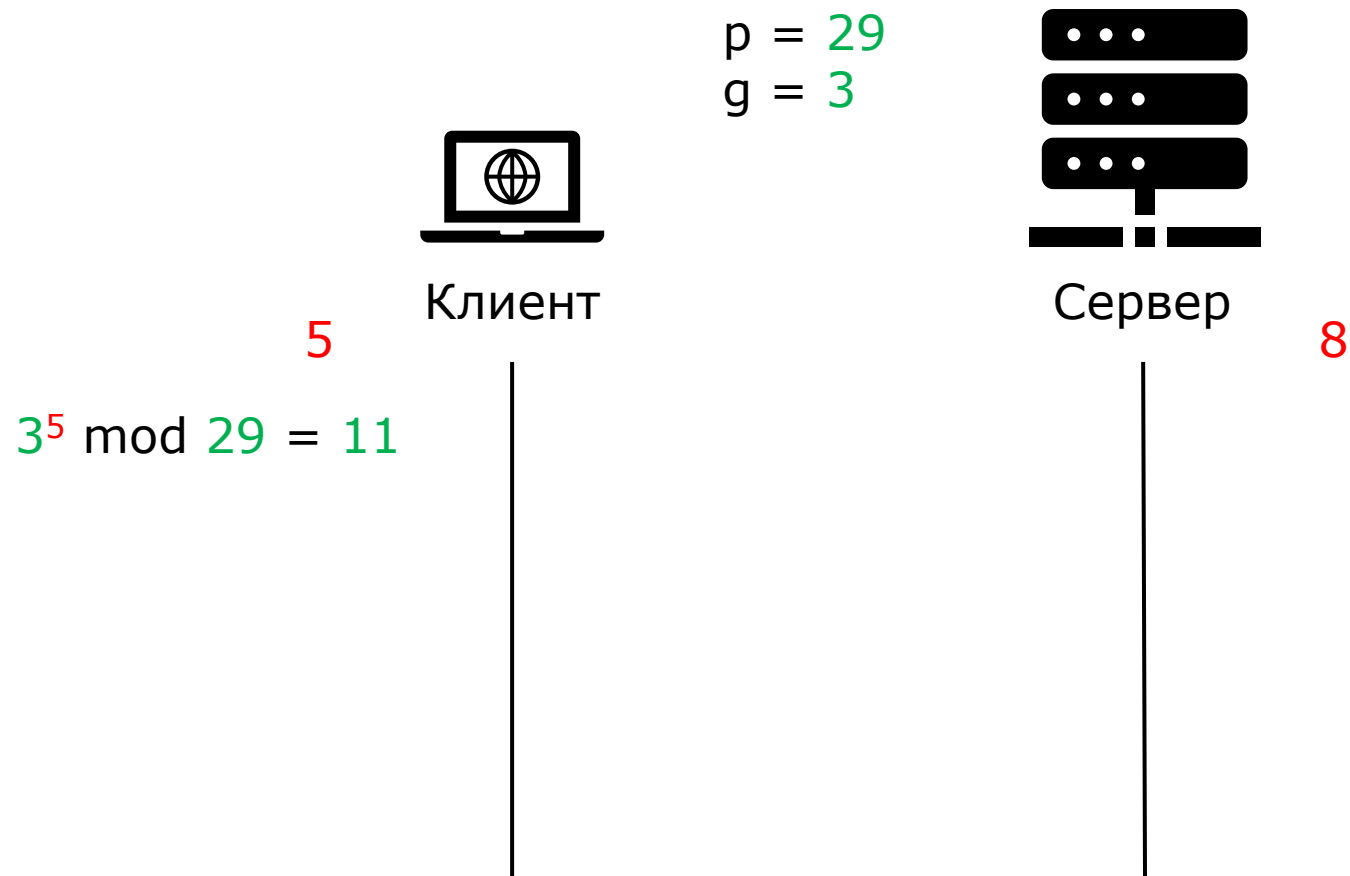 p = 29
g = 3
Клиент
Сервер
5
8
3⁵ mod 29 = 11